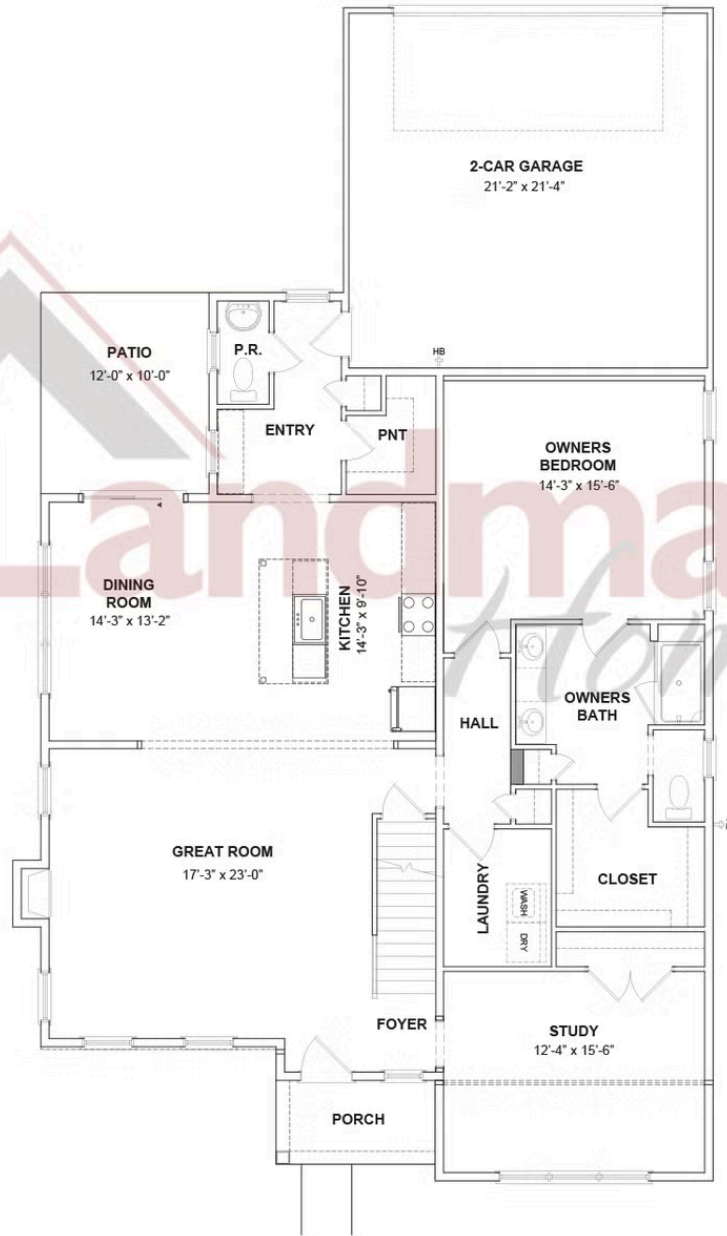 2-CAR GARAGE
21'-2" x 21'-4"
HB
PATIO
12'-0" x 10'-0"
P.R.
ENTRY
PNT
OWNERS
BEDROOM
14'-3" x 15'-6"
DINING
ROOM
14'-3" x 13'-2"
KITCHEN
14'-3" x 9'-10"
HALL
OWNERS
BATH
GREAT ROOM
17'-3" x 23'-0"
LAUNDRY
WASH
DRY
CLOSET
FOYER
STUDY
12'-4" x 15'-6"
PORCH
Landma
Hom